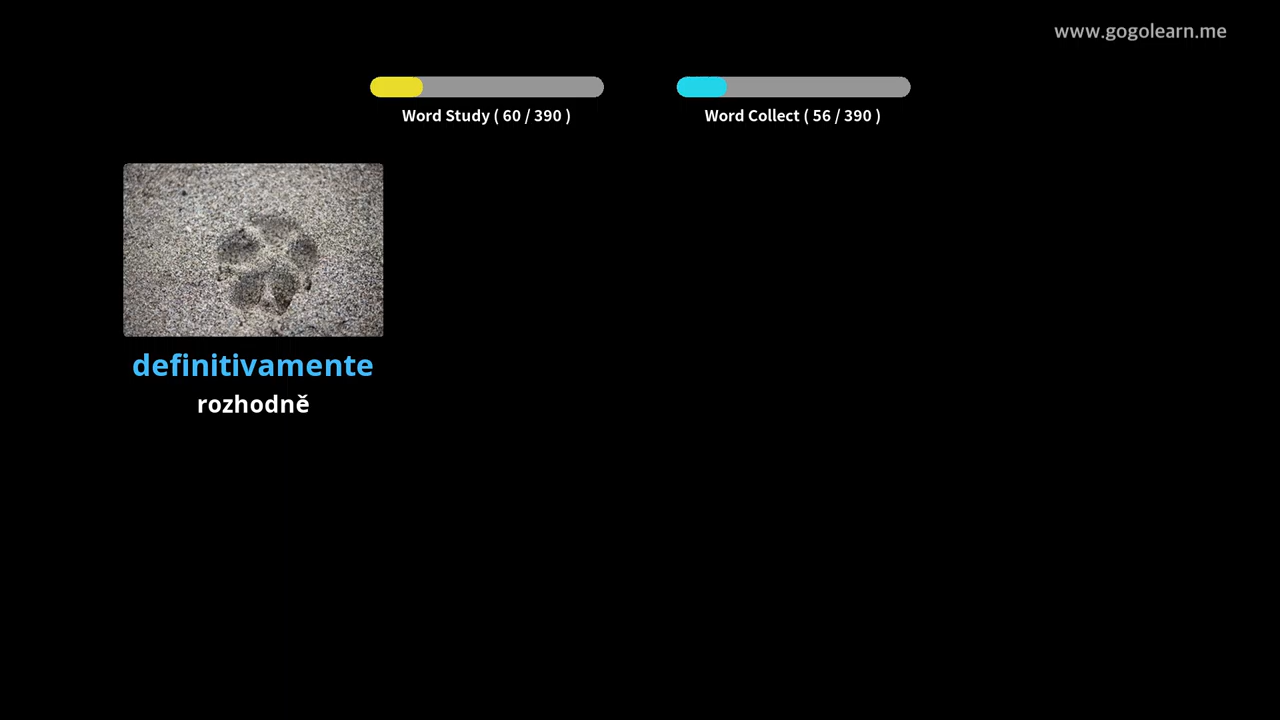 www.gogolearn.me
Word Study ( 60 / 390 )
Word Collect ( 56 / 390 )
definitivamente
rozhodně